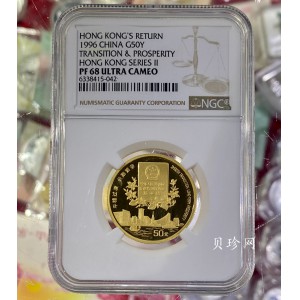 HONG KONG'S RETURN
1996 CHINA G50Y
TRANSITION & PROSPERITY
HONG KONG SERIES II
PF 68 ULTRA CAMEO
6338415-042
NUMISMATIC GUARANTY CORPORATION
NGC
50元
贝珍网